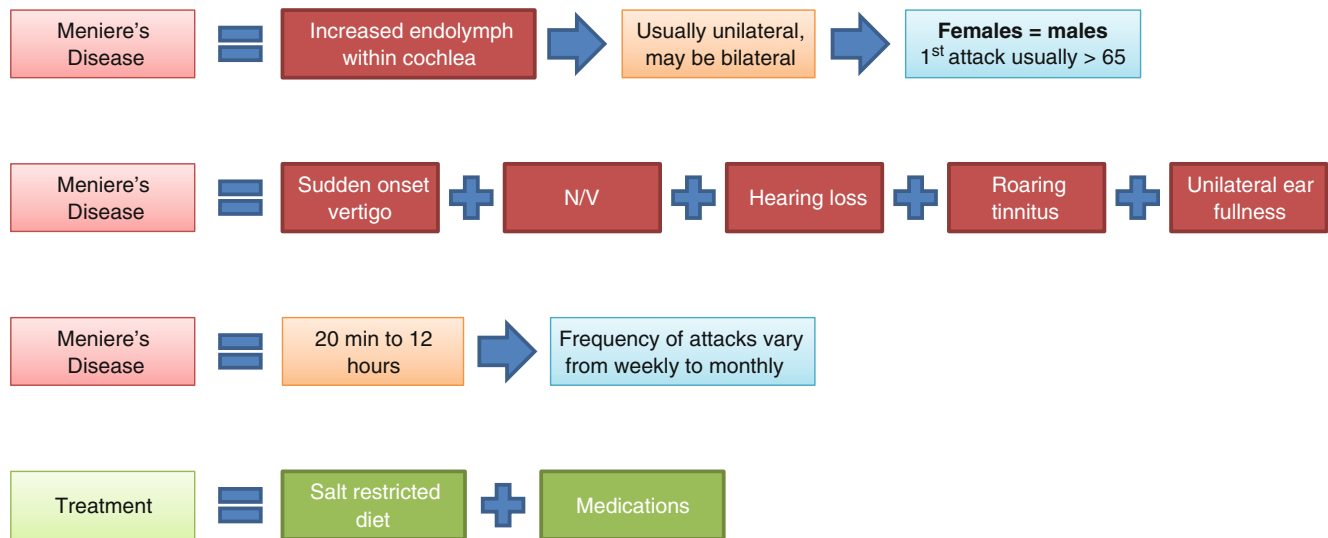 Meniere's
Disease
Increased endolymph
within cochlea
Usually unilateral,
may be bilateral
Females = males
1st attack usually > 65
Meniere's
Disease
Sudden onset
vertigo
N/V
Hearing loss
Roaring
tinnitus
Unilateral ear
fullness
Meniere's
Disease
20 min to 12
hours
Frequency of attacks vary
from weekly to monthly
Treatment
Salt restricted
diet
Medications